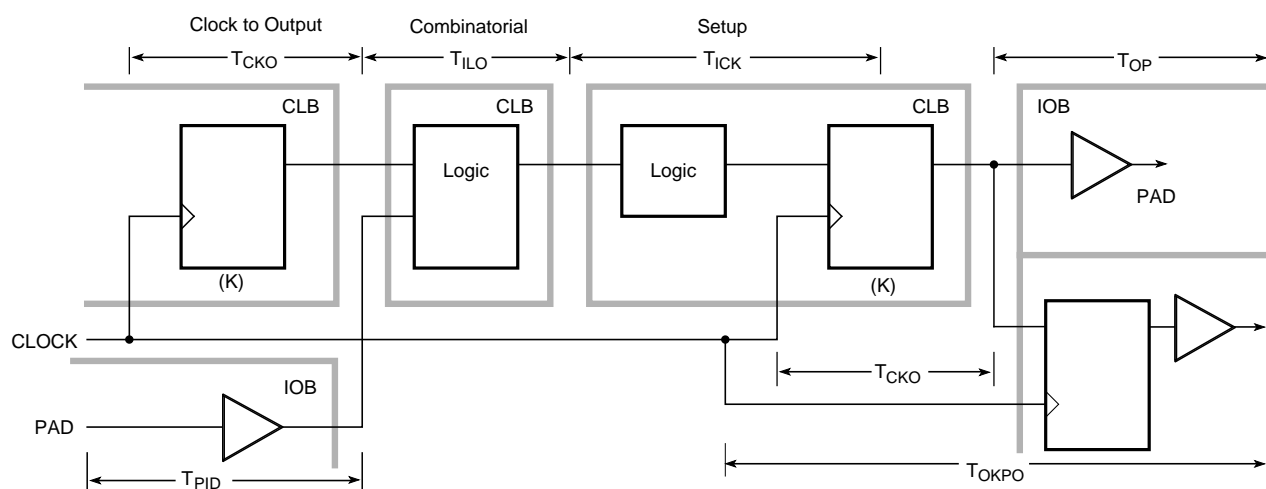 Clock to Output
Combinatorial
Setup
TCKO
TILO
TICK
TOP
CLB
CLB
IOB
Logic
Logic
PAD
(K)
(K)
CLOCK
TCKO
IOB
PAD
TPID
TOKPO